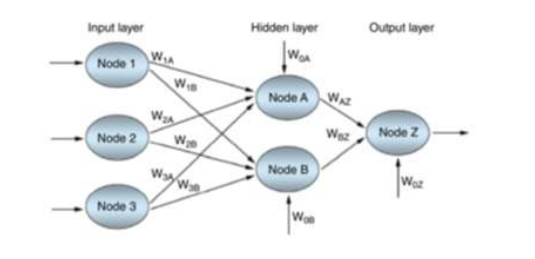 Input layer
Hidden layer
Output layer
Node 1
W1A
W1B
W0A
Node A
WAZ
W2A
Node 2
W2B
WBZ
Node Z
W3A
W3B
Node B
W0Z
Node 3
W0B